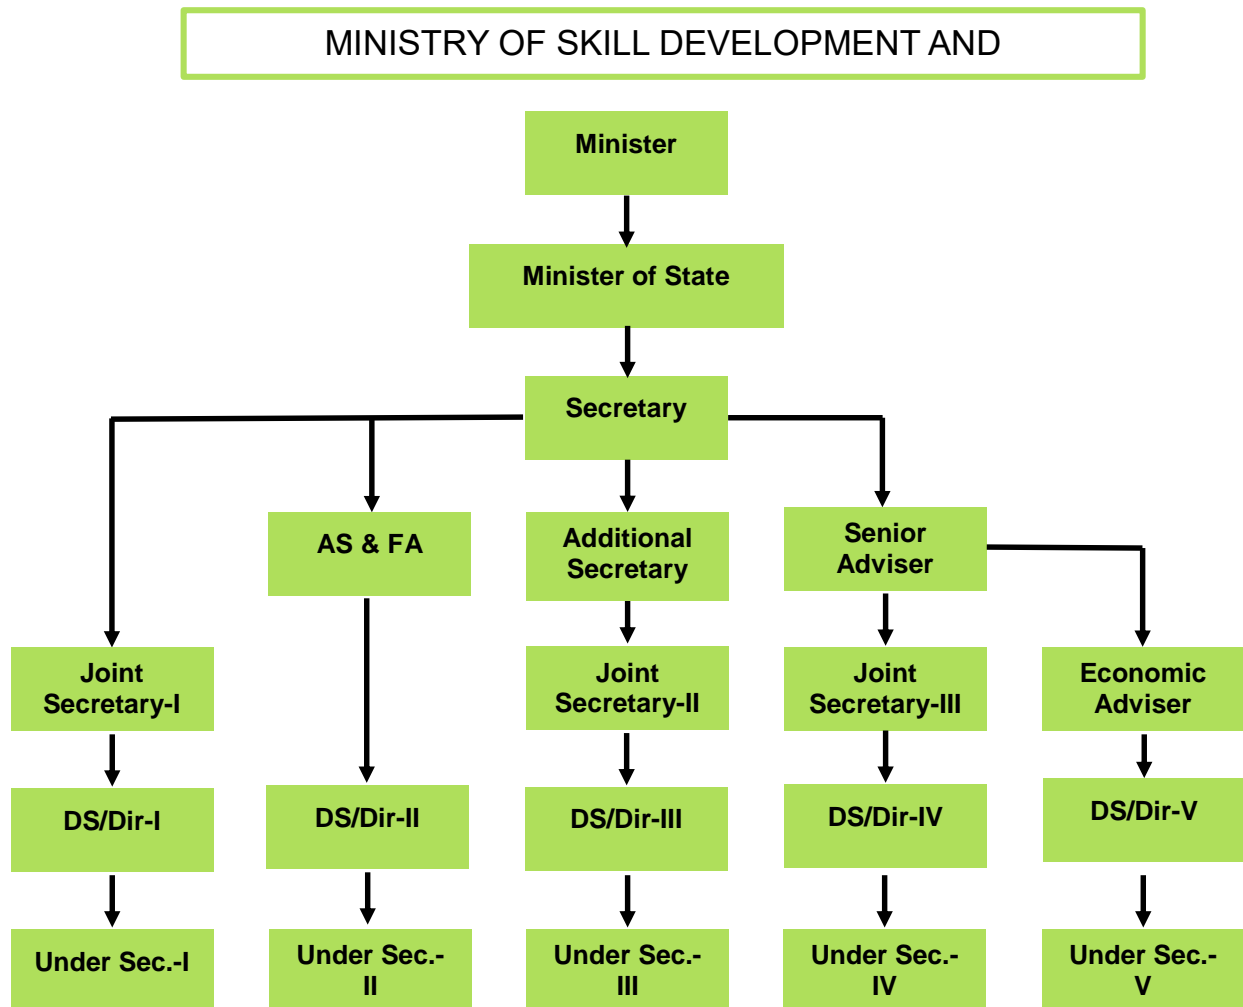 MINISTRY OF SKILL DEVELOPMENT AND
Minister
Minister of State
Secretary
AS & FA
Additional
Secretary
Senior
Adviser
Joint
Secretary-I
Joint
Secretary-II
Joint
Secretary-III
Economic
Adviser
DS/Dir-I
DS/Dir-II
DS/Dir-III
DS/Dir-IV
DS/Dir-V
Under Sec.-I
Under Sec.-
II
Under Sec.-
III
Under Sec.-
IV
Under Sec.-
V